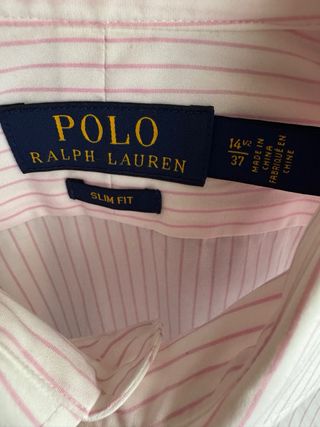 POLO
RALPH LAUREN
SLIM FIT
14½
37
MADE IN
CHINA
FABRIQUÉ EN
CHINE